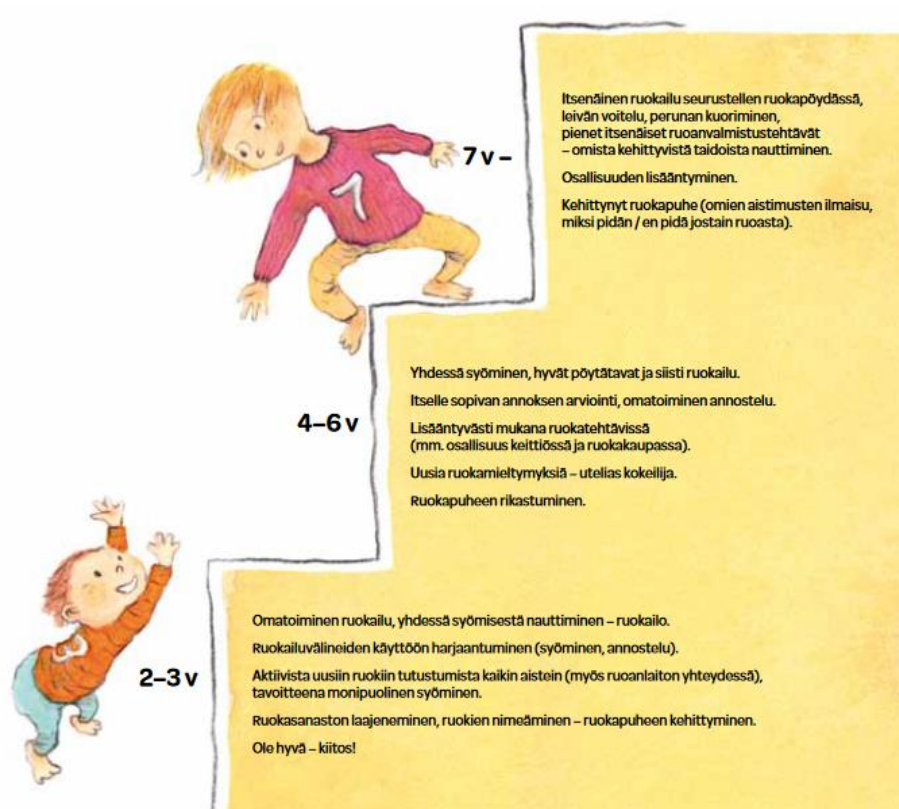 7 v –
Itsenäinen ruokailu seurustellen ruokapöydässä,
leivän voitelu, perunan kuoriminen,
pienet itsenäiset ruoanvalmistustehtävät
– omista kehittyvistä taidoista nauttiminen.
Osallisuuden lisääntyminen.
Kehittynyt ruokapuhe (omien aistimusten ilmaisu,
miksi pidän / en pidä jostain ruoasta).
4–6 v
Yhdessä syöminen, hyvät pöytätavat ja siisti ruokailu.
Itselle sopivan annoksen arviointi, omatoiminen annostelu.
Lisääntyvästi mukana ruokatehtävissä
(mm. osallisuus keittiössä ja ruokakaupassa).
Uusia ruokamieltymyksiä – utelias kokeilija.
Ruokapuheen rikastuminen.
2–3 v
Omatoiminen ruokailu, yhdessä syömisestä nauttiminen – ruokailo.
Ruokailuvälineiden käyttöön harjaantuminen (syöminen, annostelu).
Aktiivista uusiin ruokiin tutustumista kaikin aistein (myös ruoanlaiton yhteydessä),
tavoitteena monipuolinen syöminen.
Ruokasanaston laajeneminen, ruokien nimeäminen – ruokapuheen kehittyminen.
Ole hyvä – kiitos!
7
3